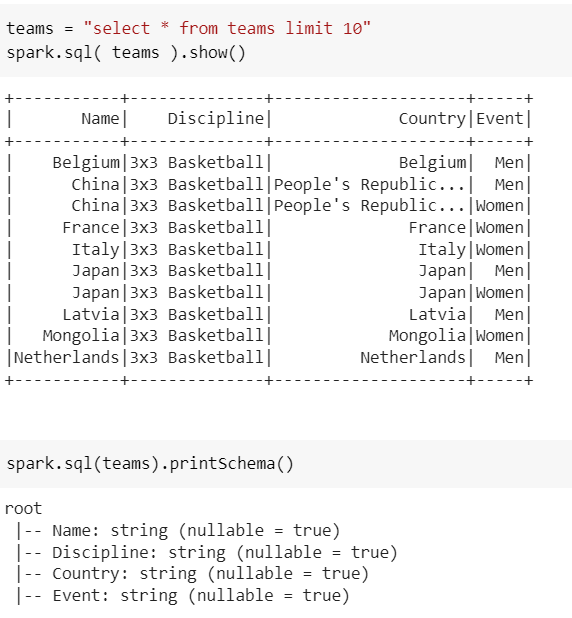 teams = "select * from teams limit 10"
spark.sql( teams ).show()
+-----------+--------------+--------------------+-----+
|       Name|    Discipline|             Country|Event|
+-----------+--------------+--------------------+-----+
|    Belgium|3x3 Basketball|             Belgium|  Men|
|      China|3x3 Basketball|People's Republic...|  Men|
|      China|3x3 Basketball|People's Republic...|Women|
|     France|3x3 Basketball|              France|Women|
|      Italy|3x3 Basketball|               Italy|Women|
|      Japan|3x3 Basketball|               Japan|  Men|
|      Japan|3x3 Basketball|               Japan|Women|
|     Latvia|3x3 Basketball|              Latvia|  Men|
|   Mongolia|3x3 Basketball|            Mongolia|Women|
|Netherlands|3x3 Basketball|         Netherlands|  Men|
+-----------+--------------+--------------------+-----+
spark.sql(teams).printSchema()
root
 |-- Name: string (nullable = true)
 |-- Discipline: string (nullable = true)
 |-- Country: string (nullable = true)
 |-- Event: string (nullable = true)